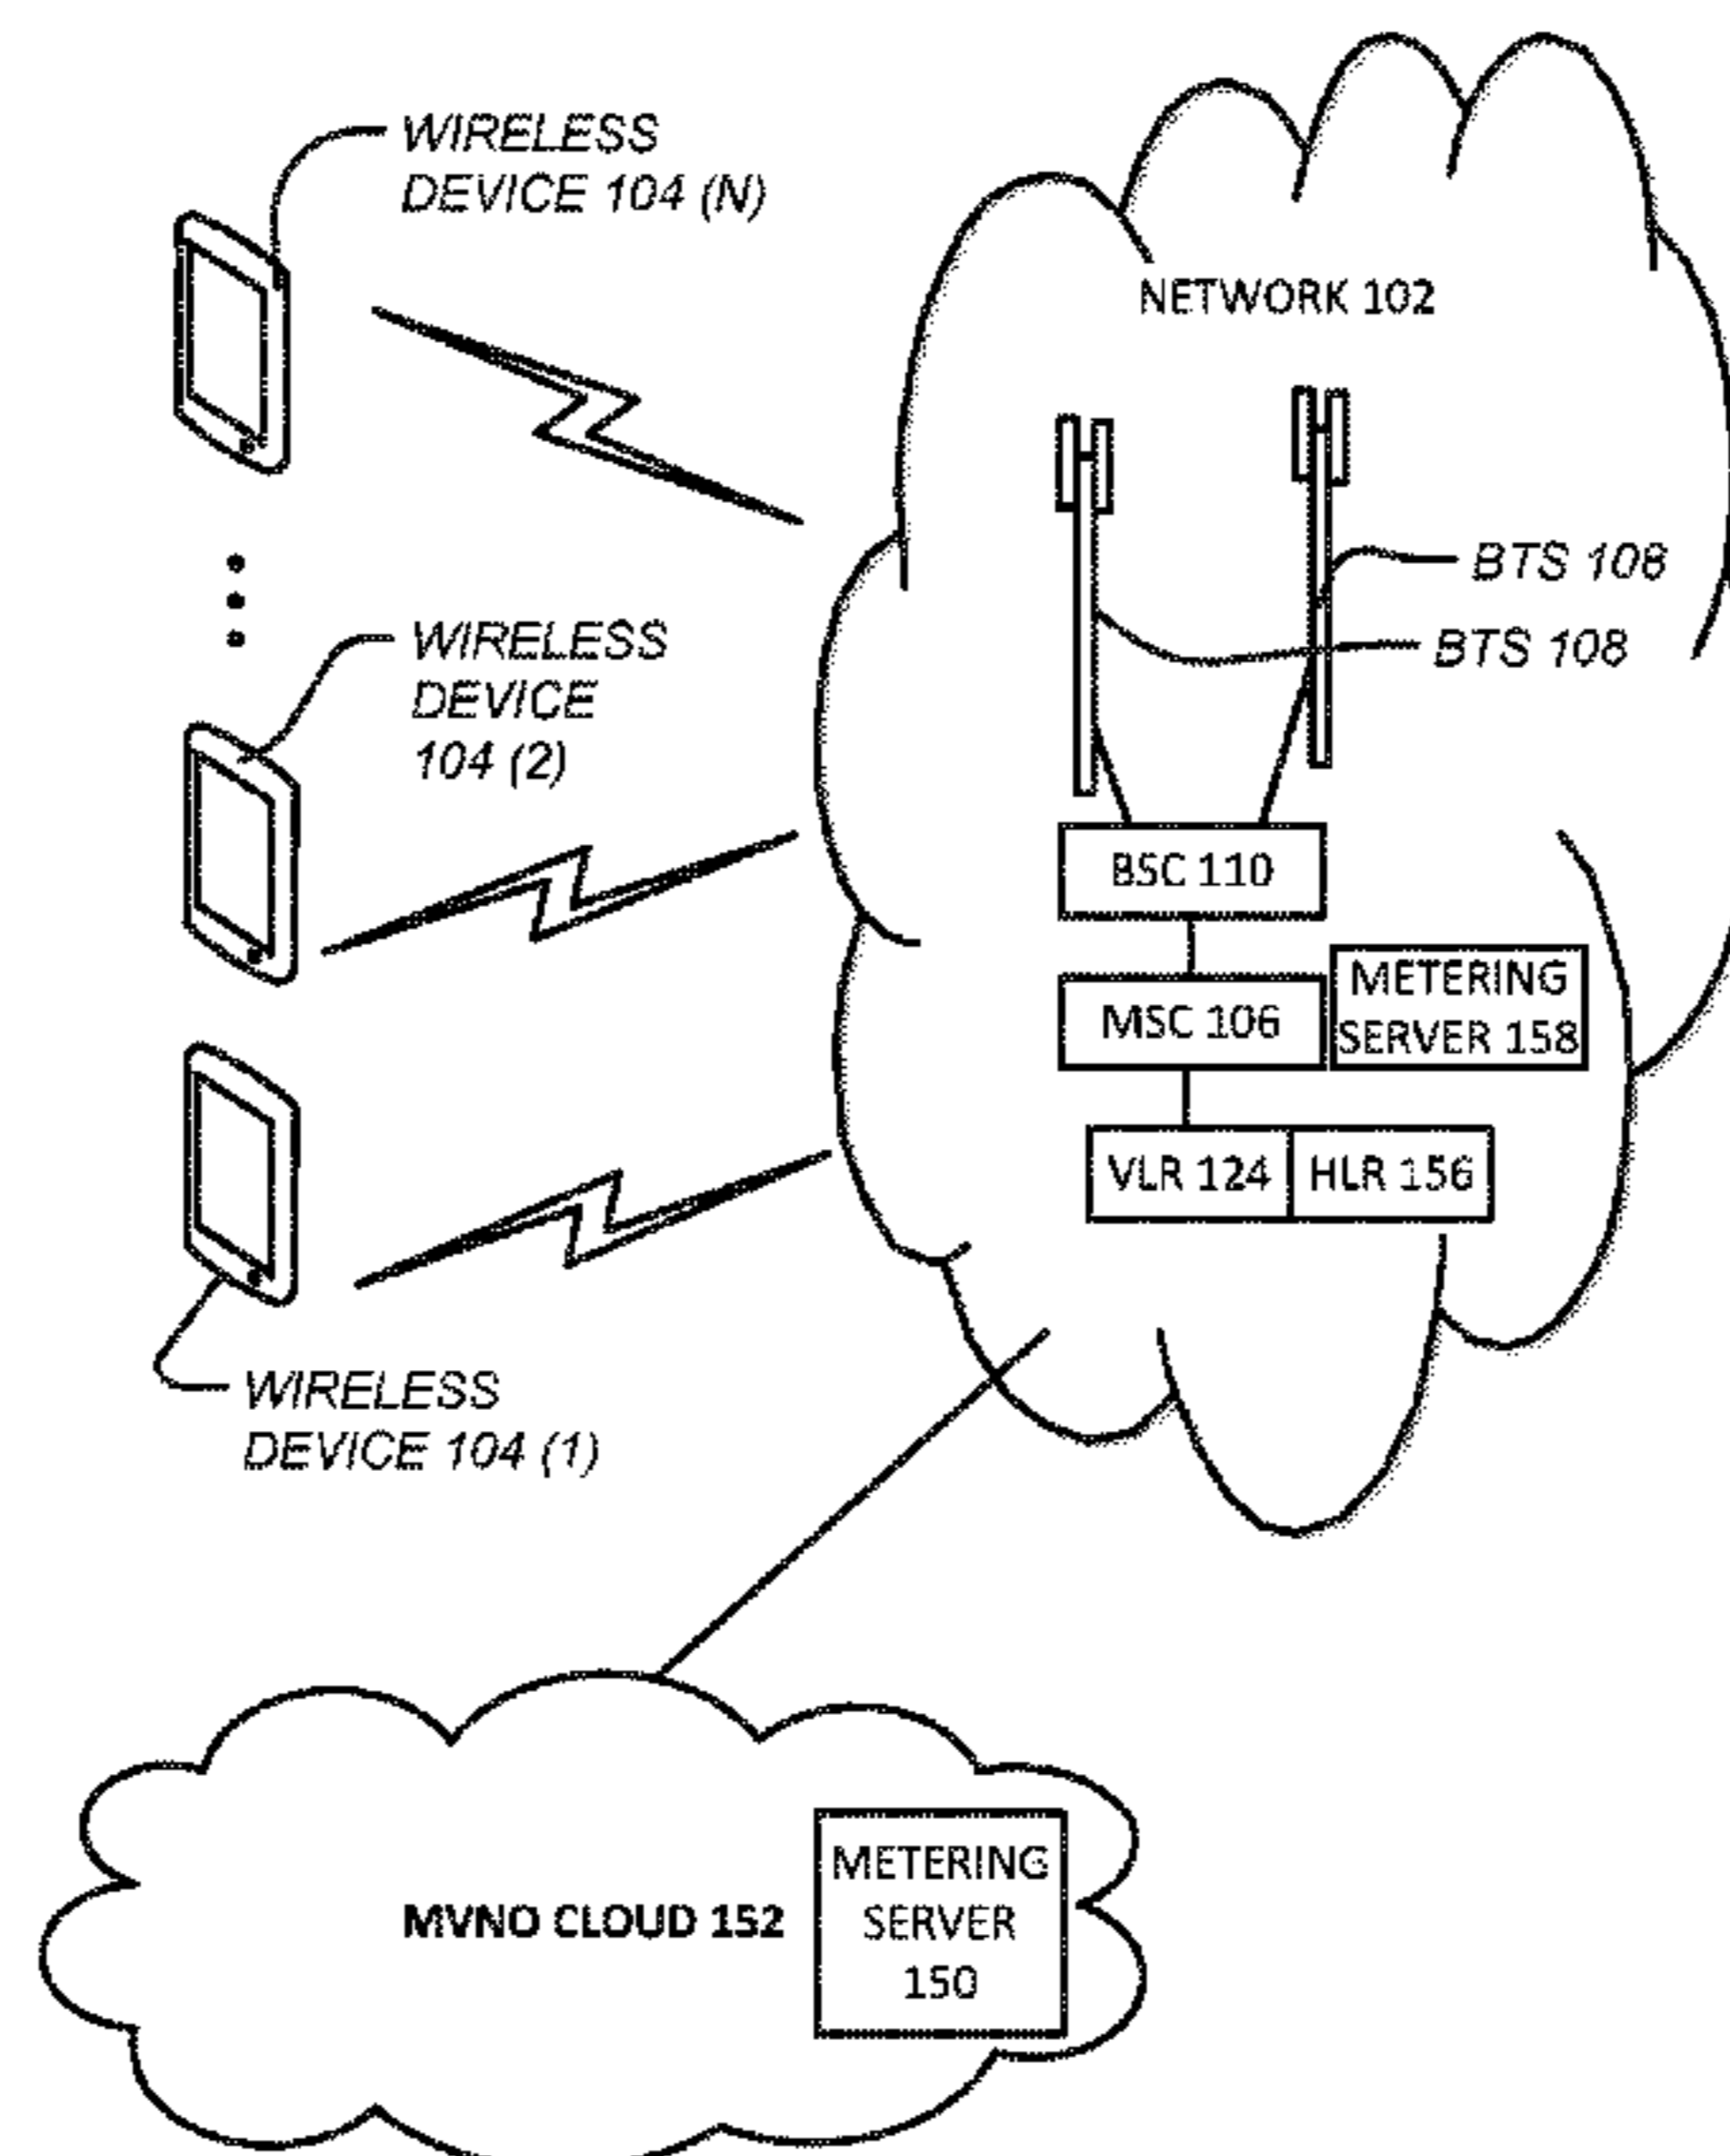 WIRELESS
DEVICE 104 (N)
NETWORK 102
BTS 108
WIRELESS
DEVICE
104 (2)
BTS 108
BSC 110
METERING
SERVER 158
MSC 106
VLR 124
HLR 156
WIRELESS
DEVICE 104 (1)
METERING
SERVER
150
MVNO CLOUD 152